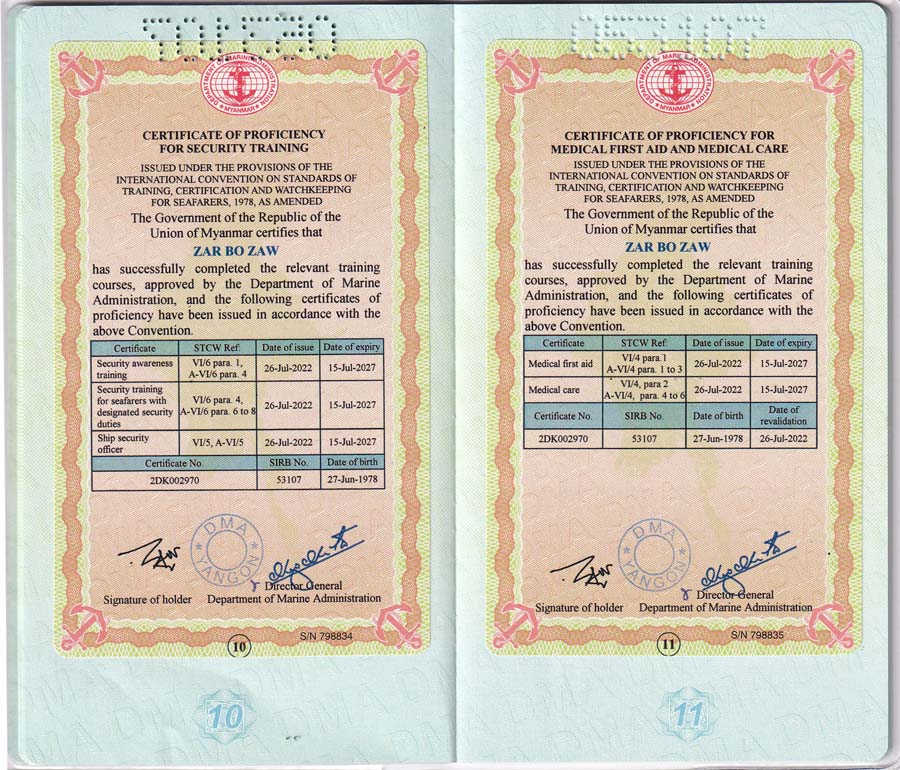 DEPARTMENT OF MARINE ADMINISTRATION
MYANMAR
CERTIFICATE OF PROFICIENCY
FOR SECURITY TRAINING
ISSUED UNDER THE PROVISIONS OF THE
INTERNATIONAL CONVENTION ON STANDARDS OF
TRAINING, CERTIFICATION AND WATCHKEEPING
FOR SEAFARERS, 1978, AS AMENDED
The Government of the Republic of the
Union of Myanmar certifies that
ZAR BO ZAW
has successfully completed the relevant training
courses, approved by the Department of Marine
Administration, and the following certificates of
proficiency have been issued in accordance with the
above Convention.
Certificate STCW Ref: Date of issue Date of expiry
Security awareness training VI/6 para. 1, A-VI/6 para. 4 26-Jul-2022 15-Jul-2027
Security training for seafarers with designated security duties VI/6 para. 4, A-VI/6 para. 6 to 8 26-Jul-2022 15-Jul-2027
Ship security officer VI/5, A-VI/5 26-Jul-2022 15-Jul-2027
Certificate No. SIRB No. Date of birth
2DK002970 53107 27-Jun-1978
DMA
YANGON
Director General
Signature of holder Department of Marine Administration
S/N 798834
10
10
053107
DEPARTMENT OF MARINE ADMINISTRATION
MYANMAR
CERTIFICATE OF PROFICIENCY FOR
MEDICAL FIRST AID AND MEDICAL CARE
ISSUED UNDER THE PROVISIONS OF THE
INTERNATIONAL CONVENTION ON STANDARDS OF
TRAINING, CERTIFICATION AND WATCHKEEPING
FOR SEAFARERS, 1978, AS AMENDED
The Government of the Republic of the
Union of Myanmar certifies that
ZAR BO ZAW
has successfully completed the relevant training
courses, approved by the Department of Marine
Administration, and the following certificates of
proficiency have been issued in accordance with the
above Convention.
Certificate STCW Ref: Date of issue Date of expiry
Medical first aid VI/4 para.1 A-VI/4 para. 1 to 3 26-Jul-2022 15-Jul-2027
Medical care VI/4, para 2 A-VI/4, para. 4 to 6 26-Jul-2022 15-Jul-2027
Certificate No. SIRB No. Date of birth Date of revalidation
2DK002970 53107 27-Jun-1978 26-Jul-2022
DMA
YANGON
Director General
Signature of holder Department of Marine Administration
S/N 798835
11
11